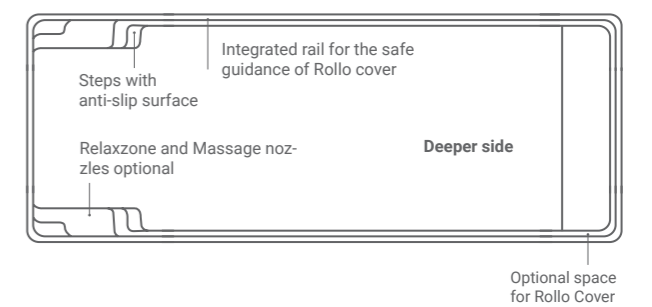 Integrated rail for the safe
guidance of Rollo cover
Steps with
anti-slip surface
Relaxzone and Massage noz-
zles optional
Deeper side
Optional space
for Rollo Cover